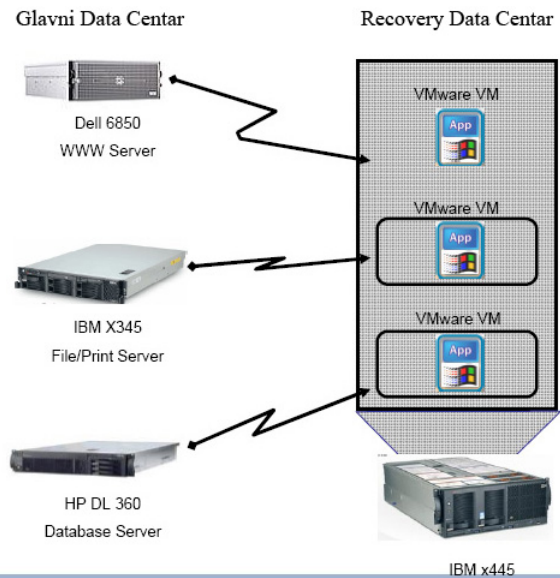 Glavni Data Centar
Recovery Data Centar
Dell 6850
WWW Server
IBM X345
File/Print Server
HP DL 360
Database Server
VMware VM
App
VMware VM
App
VMware VM
App
IBM x445